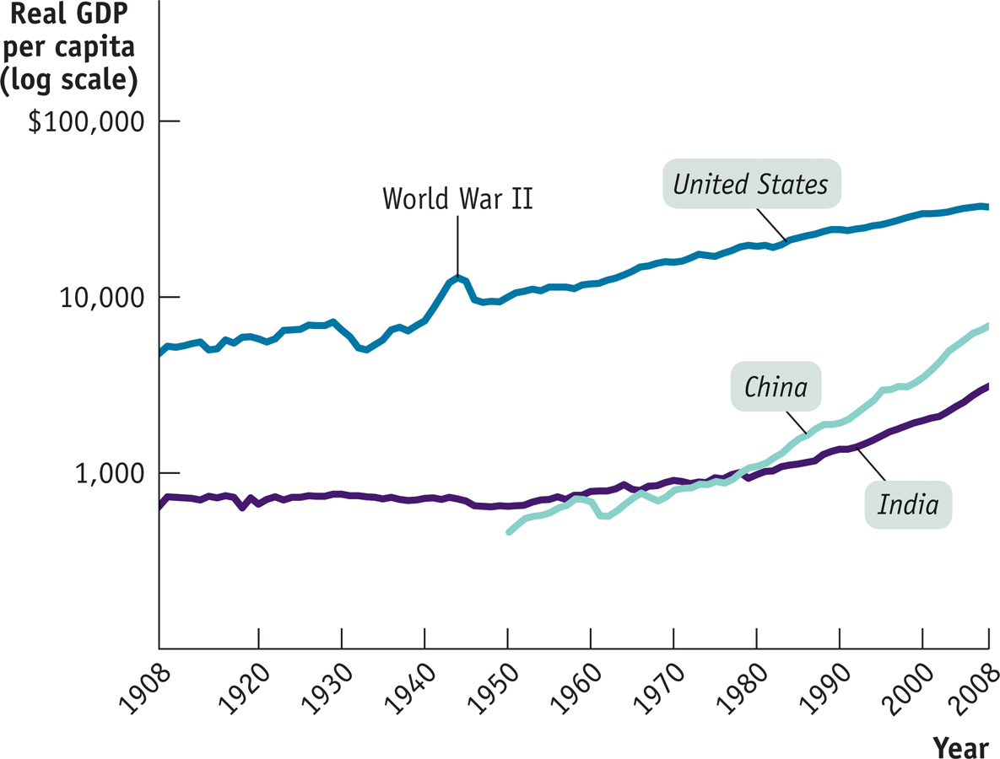 Real GDP
per capita
(log scale)
$100,000
10,000
1,000
World War II
United States
China
India
1908
1920
1930
1940
1950
1960
1970
1980
1990
2000
2008
Year